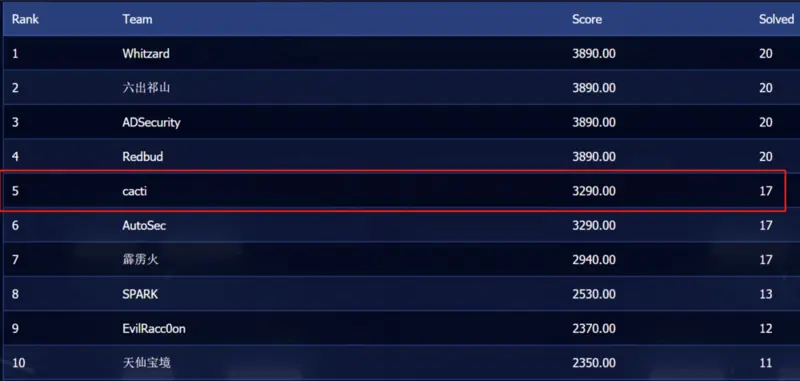 Rank Team Score Solved
1 Whitzard 3890.00 20
2 六出祁山 3890.00 20
3 ADSecurity 3890.00 20
4 Redbud 3890.00 20
5 cacti 3290.00 17
6 AutoSec 3290.00 17
7 霹雳火 2940.00 17
8 SPARK 2530.00 13
9 EvilRacc0on 2370.00 12
10 天仙宝境 2350.00 11